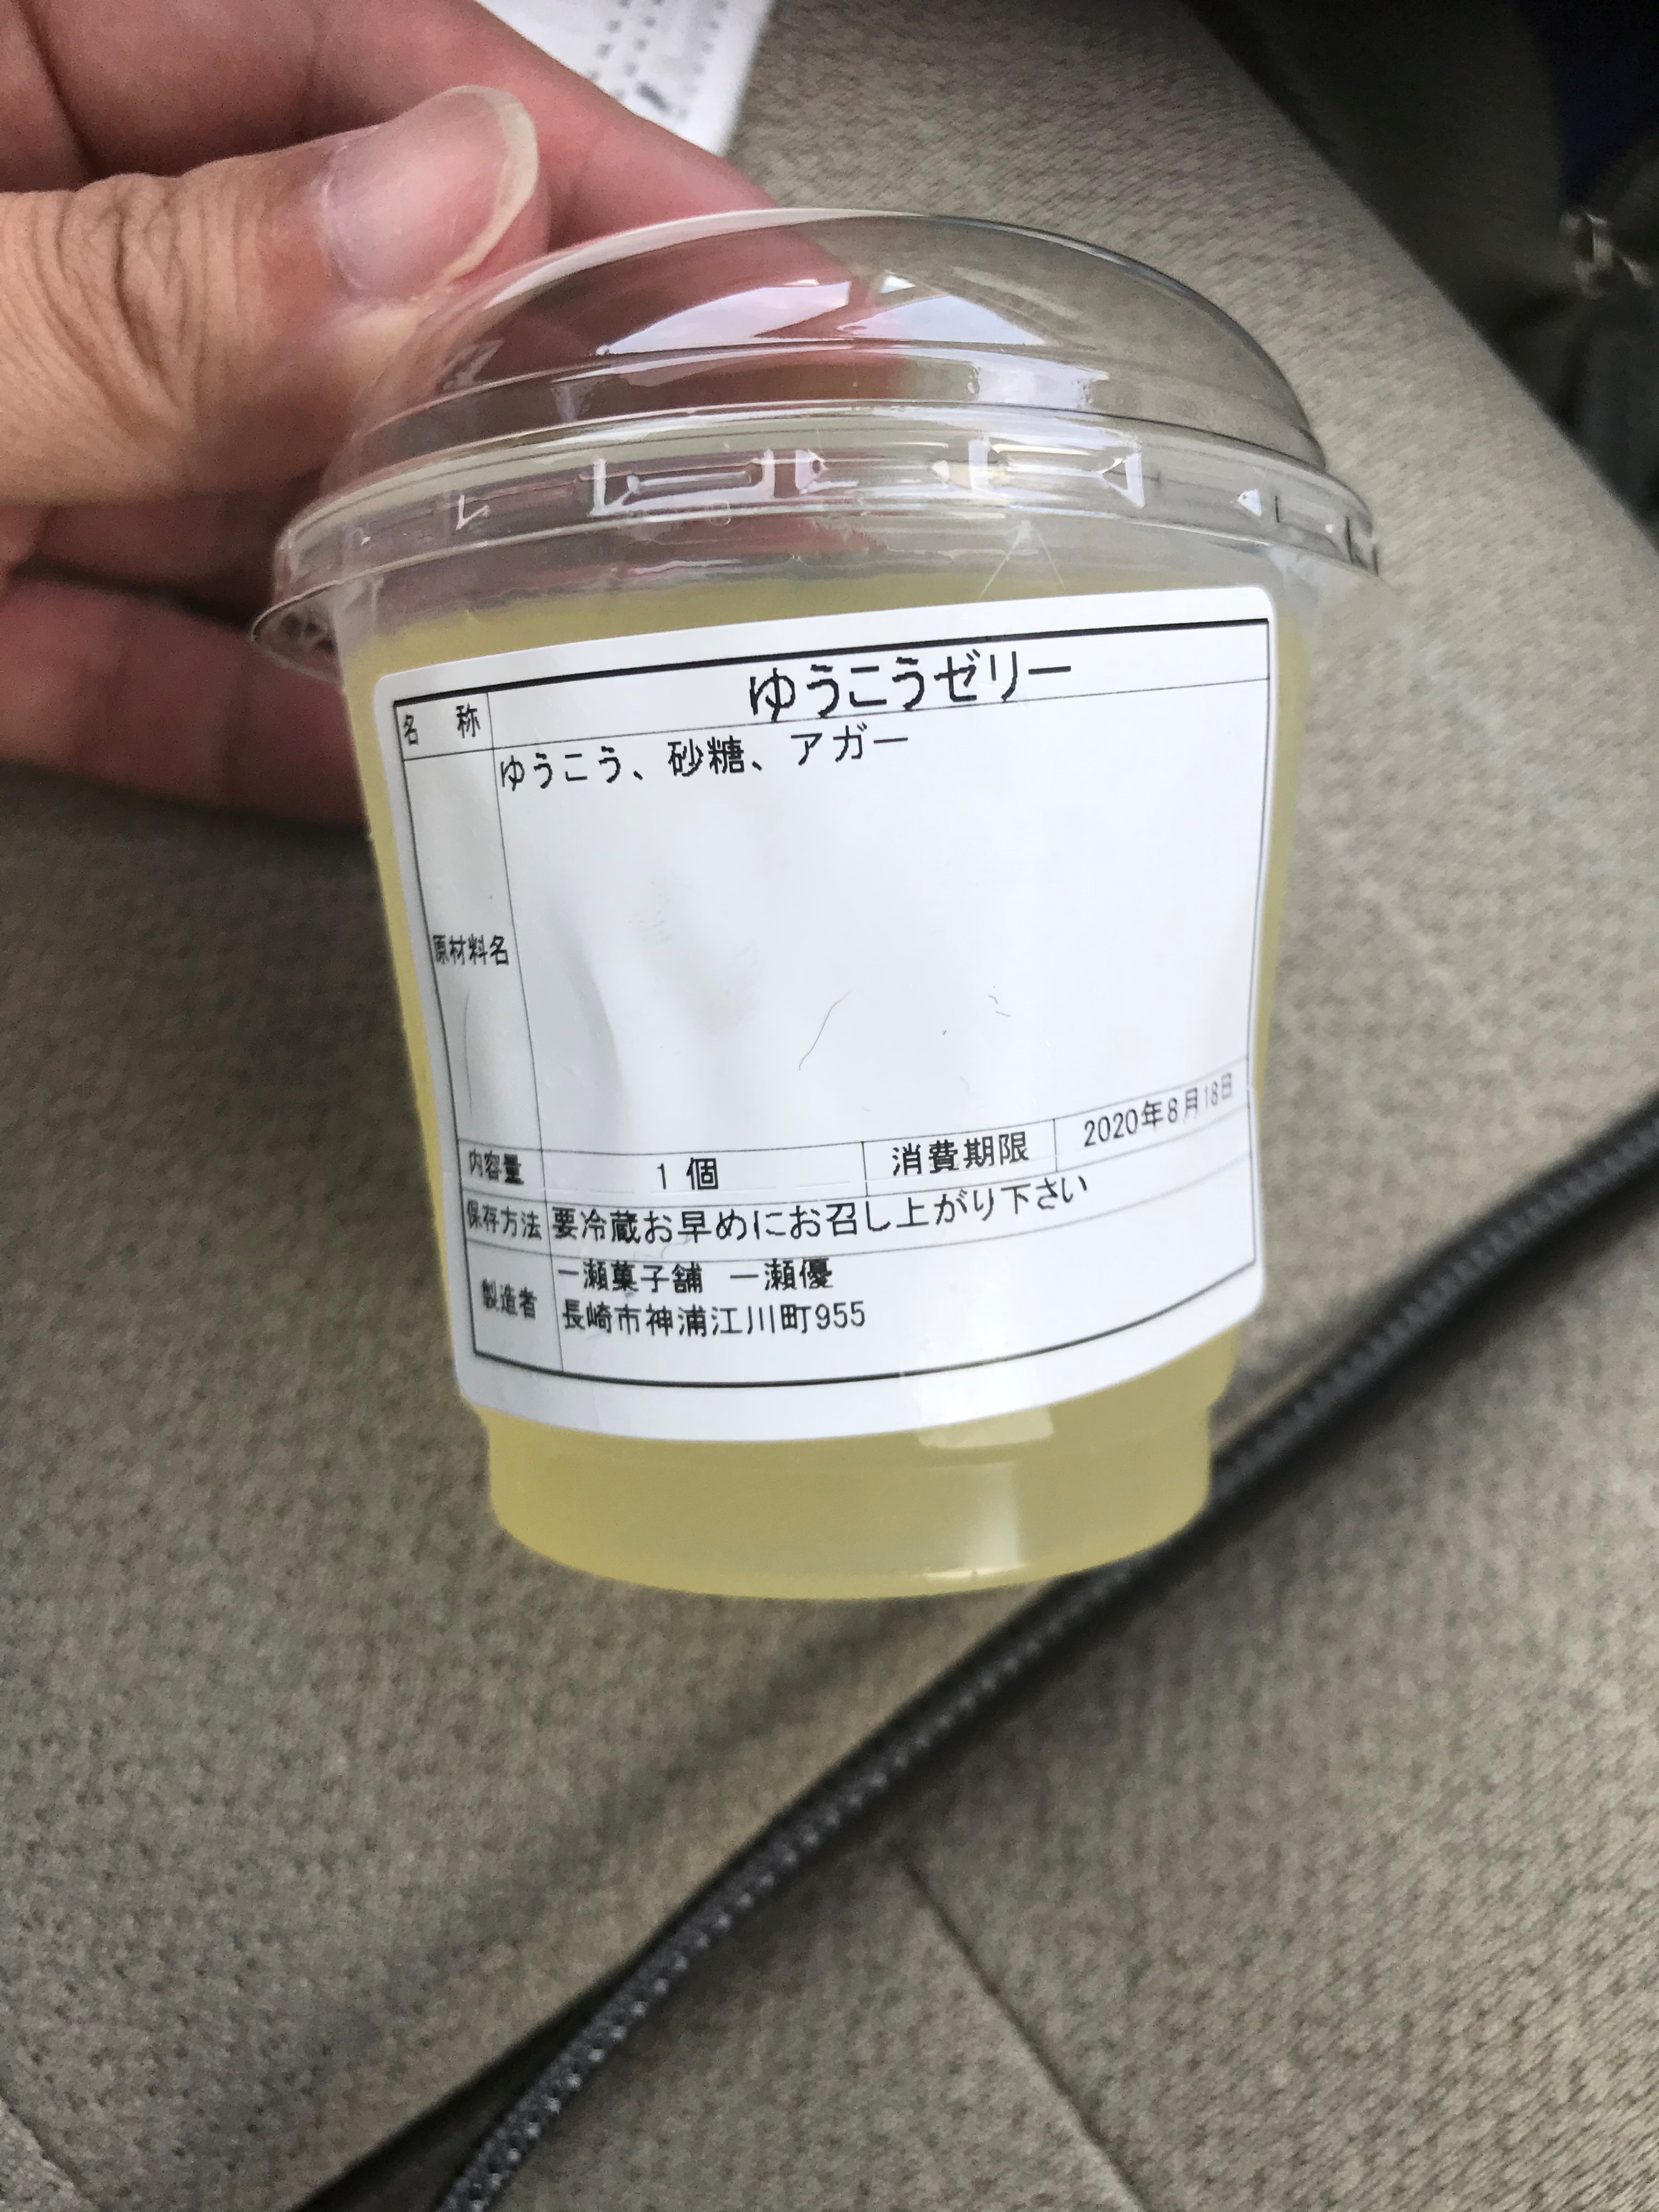 名　称 ゆうこうゼリー
原材料名 ゆうこう、砂糖、アガー
内容量 1 個 消費期限 2020年8月18日
保存方法 要冷蔵お早めにお召し上がり下さい
製造者 一瀬菓子舗　一瀬優
長崎市神浦江川町955